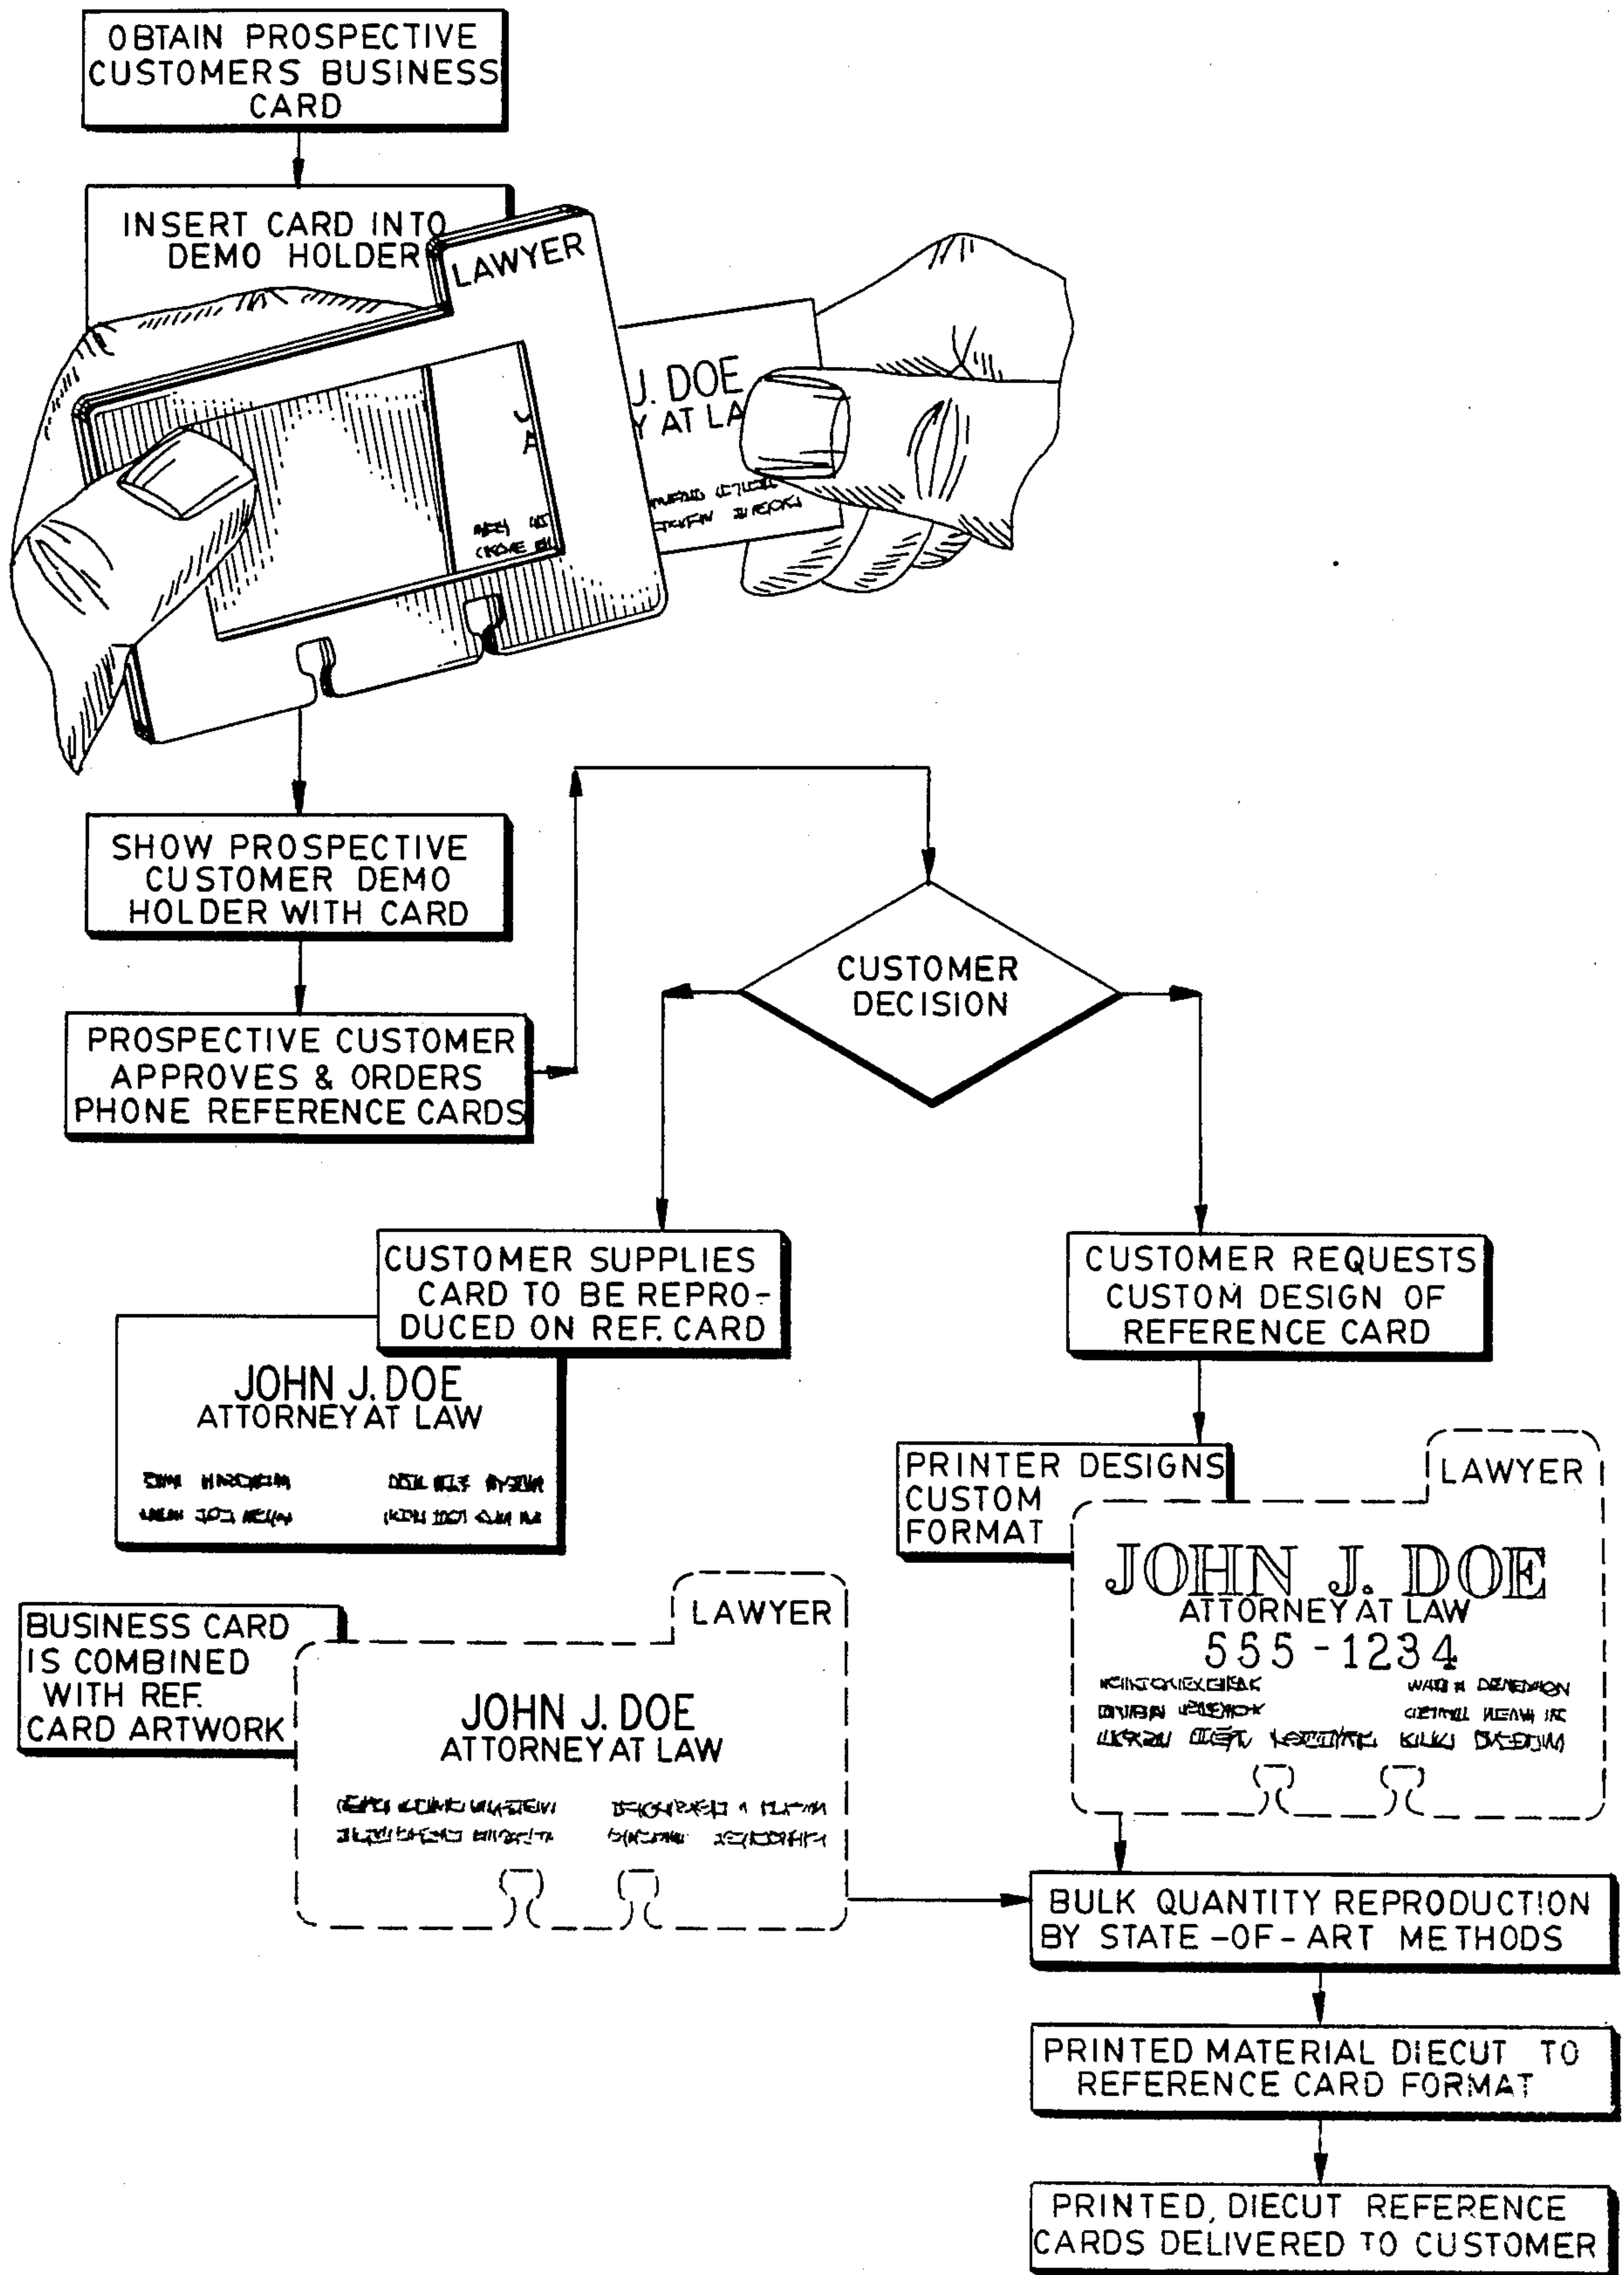 OBTAIN PROSPECTIVE
CUSTOMERS BUSINESS
CARD
INSERT CARD INTO
DEMO HOLDER
LAWYER
J. DOE
Y AT LA
SHOW PROSPECTIVE
CUSTOMER DEMO
HOLDER WITH CARD
PROSPECTIVE CUSTOMER
APPROVES & ORDERS
PHONE REFERENCE CARDS
CUSTOMER
DECISION
CUSTOMER SUPPLIES
CARD TO BE REPRO-
DUCED ON REF. CARD
JOHN J. DOE
ATTORNEY AT LAW
BUSINESS CARD
IS COMBINED
WITH REF.
CARD ARTWORK
LAWYER
JOHN J. DOE
ATTORNEY AT LAW
CUSTOMER REQUESTS
CUSTOM DESIGN OF
REFERENCE CARD
PRINTER DESIGNS
CUSTOM
FORMAT
LAWYER
JOHN J. DOE
ATTORNEY AT LAW
555-1234
BULK QUANTITY REPRODUCTION
BY STATE-OF-ART METHODS
PRINTED MATERIAL DIECUT TO
REFERENCE CARD FORMAT
PRINTED, DIECUT REFERENCE
CARDS DELIVERED TO CUSTOMER